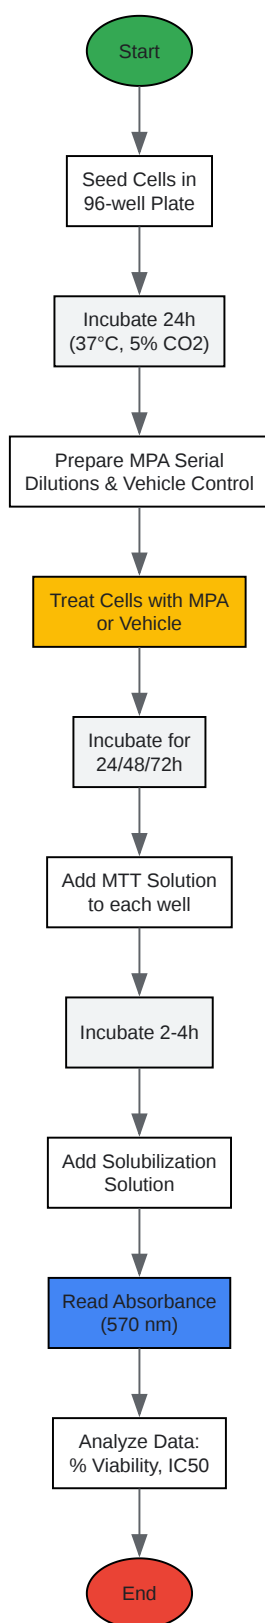 Start
Seed Cells in
96-well Plate
Incubate 24h
(37°C, 5% CO2)
Prepare MPA Serial
Dilutions & Vehicle Control
Treat Cells with MPA
or Vehicle
Incubate for
24/48/72h
Add MTT Solution
to each well
Incubate 2-4h
Add Solubilization
Solution
Read Absorbance
(570 nm)
Analyze Data:
% Viability, IC50
End